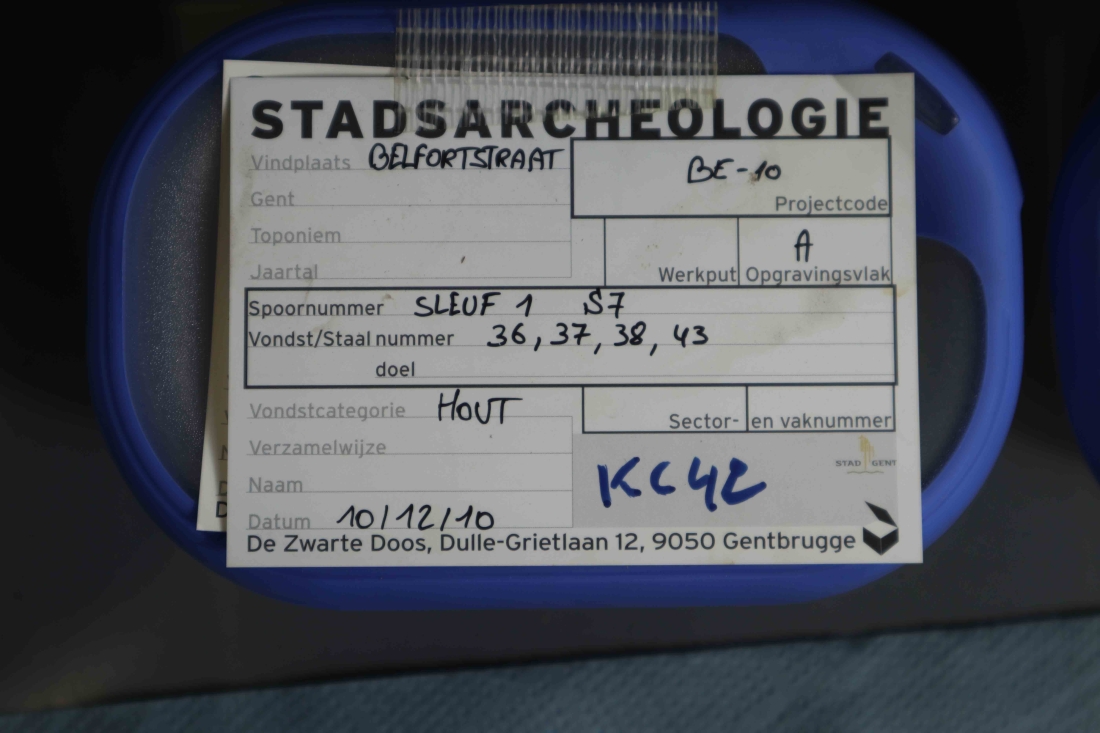 STADSARCHEOLOGIE
Vindplaats BELFORTSTRAAT
BE-10
Projectcode
Gent
Toponiem
A
Jaartal
Werkput Opgravingsvlak
Spoornummer SLEUF 1 S7
Vondst/Staal nummer 36, 37, 38, 43
doel
Vondstcategorie HOUT
Sector- en vaknummer
Verzamelwijze
STAD GENT
Naam
KC42
Datum 10/12/10
De Zwarte Doos, Dulle-Grietlaan 12, 9050 Gentbrugge